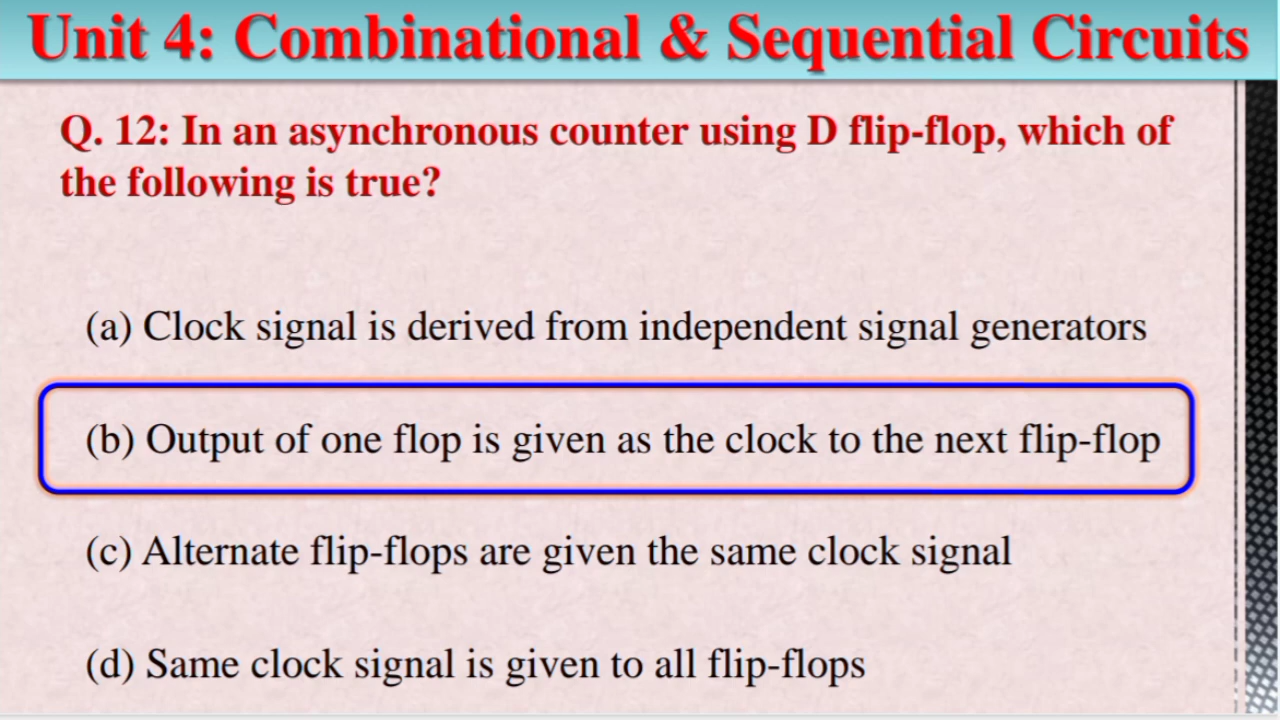 Unit 4: Combinational & Sequential Circuits
Q. 12: In an asynchronous counter using D flip-flop, which of
the following is true?
(a) Clock signal is derived from independent signal generators
(b) Output of one flop is given as the clock to the next flip-flop
(c) Alternate flip-flops are given the same clock signal
(d) Same clock signal is given to all flip-flops